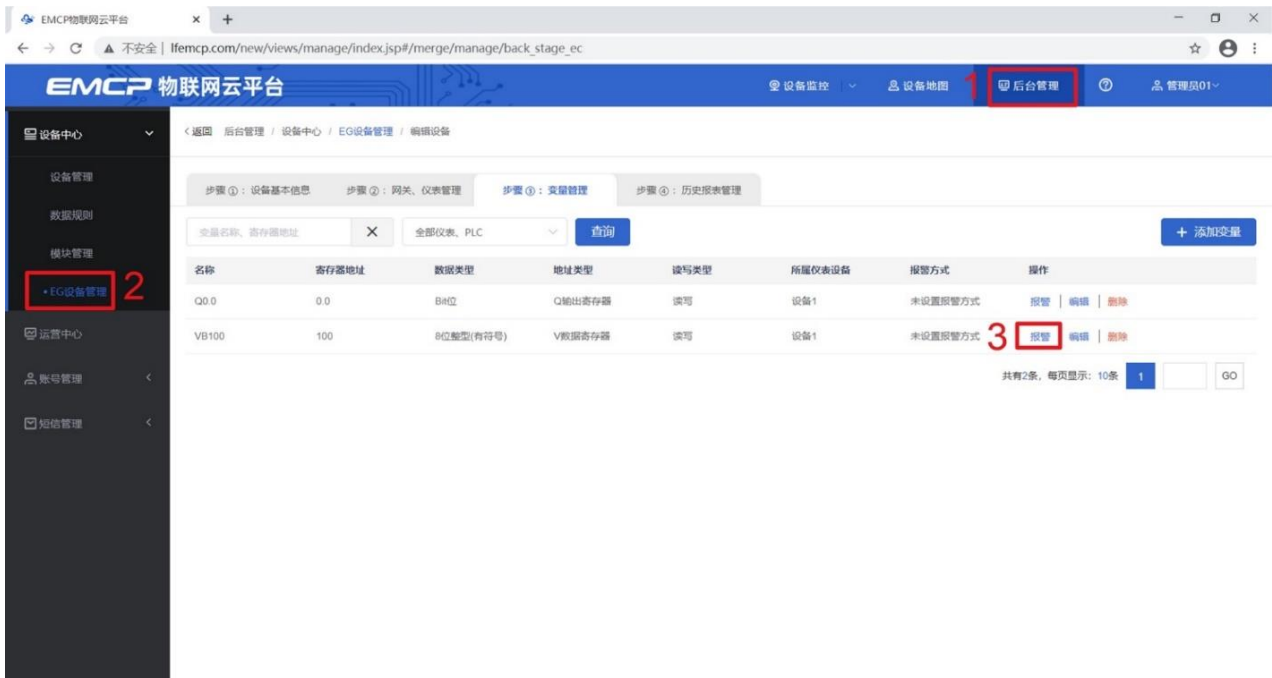 EMCP物联网云平台
不安全 | lfemcp.com/new/views/manage/index.jsp#/merge/manage/back_stage_ec
EMCP 物联网云平台
设备监控
设备地图
1
后台管理
管理员01
设备中心
设备管理
数据规则
模块管理
•EG设备管理
2
运营中心
账号管理
短信管理
<返回 后台管理 / 设备中心 / EG设备管理 / 编辑设备
步骤①:设备基本信息 步骤②:网关、仪表管理 步骤③:变量管理 步骤④:历史报表管理
变量名称、寄存器地址 全部仪表、PLC 查询 + 添加变量
名称 寄存器地址 数据类型 地址类型 读写类型 所属仪表设备 报警方式 操作
Q0.0 0.0 Bit位 Q输出寄存器 读写 设备1 未设置报警方式 报警 | 编辑 | 删除
VB100 100 8位整型(有符号) V数据寄存器 读写 设备1 未设置报警方式 3 报警 编辑 | 删除
共有2条,每页显示:10条 1 GO